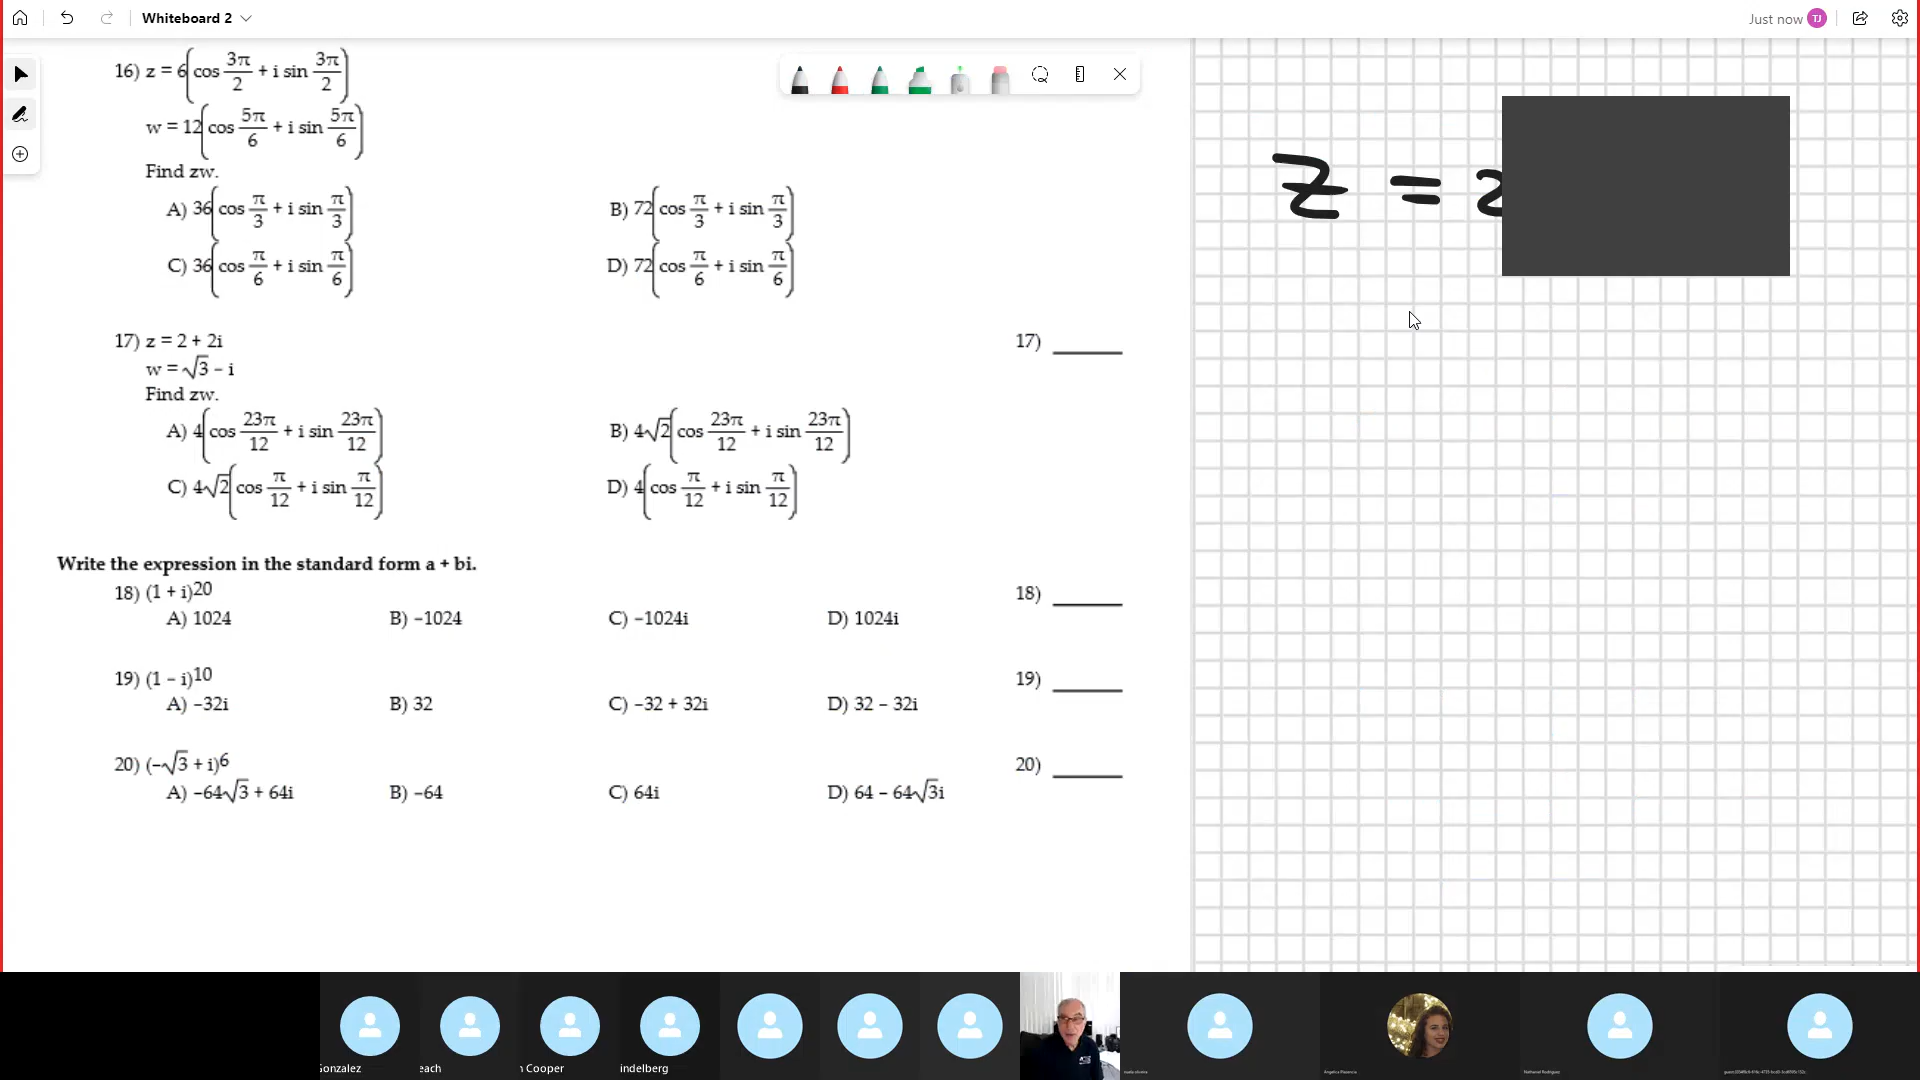 Whiteboard 2
Just now TJ
16) z = 6(cos 3π/2 + i sin 3π/2)
w = 12(cos 5π/6 + i sin 5π/6)
Find zw.
A) 36(cos π/3 + i sin π/3) B) 72(cos π/3 + i sin π/3)
C) 36(cos π/6 + i sin π/6) D) 72(cos π/6 + i sin π/6)
17) z = 2 + 2i 17) ______
w = √3 - i
Find zw.
A) 4(cos 23π/12 + i sin 23π/12) B) 4√2(cos 23π/12 + i sin 23π/12)
C) 4√2(cos π/12 + i sin π/12) D) 4(cos π/12 + i sin π/12)
Write the expression in the standard form a + bi.
18) (1 + i)20 18) ______
A) 1024 B) -1024 C) -1024i D) 1024i
19) (1 - i)10 19) ______
A) -32i B) 32 C) -32 + 32i D) 32 - 32i
20) (-√3 + i)6 20) ______
A) -64√3 + 64i B) -64 C) 64i D) 64 - 64√3i
z = 2
Gonzalez each Cooper indelberg